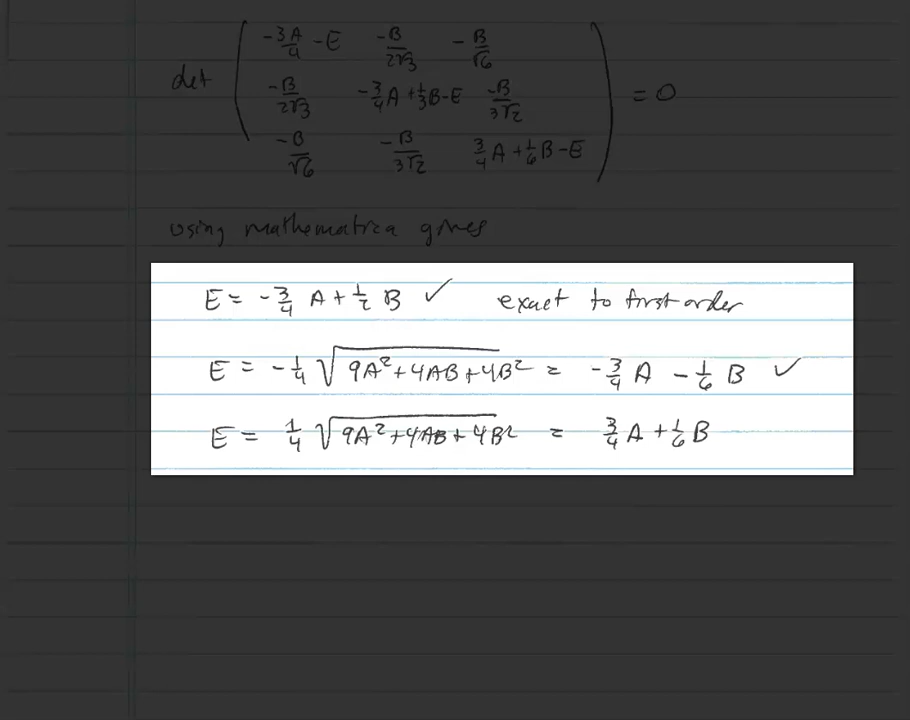 det ( -3A/4 - E   -B/2√3   -B/√6
-B/2√3   -3/4 A + 1/3 B - E   -B/3√2
-B/√6   -B/3√2   3/4 A + 1/6 B - E ) = 0
using mathematica gives
E = -3/4 A + 1/2 B ✓ exact to first order
E = -1/4 √(9A² + 4AB + 4B²) = -3/4 A - 1/6 B ✓
E = 1/4 √(9A² + 4AB + 4B²) = 3/4 A + 1/6 B